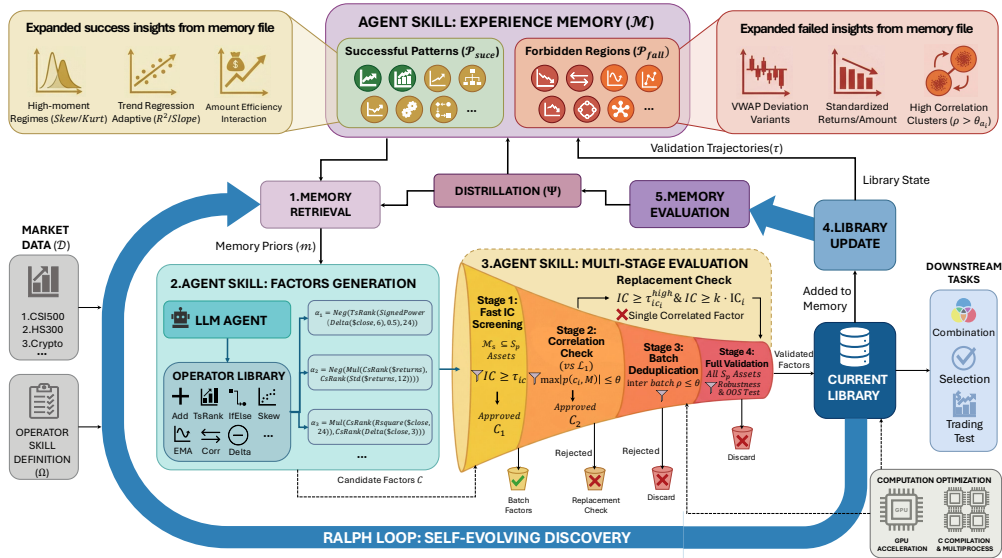 Expanded success insights from memory file
High-moment
Regimes (Skew/Kurt)
Trend Regression
Adaptive (R²/Slope)
Amount Efficiency
Interaction
AGENT SKILL: EXPERIENCE MEMORY (ℳ)
Successful Patterns (𝒫suce)
...
Forbidden Regions (𝒫fall)
...
Expanded failed insights from memory file
VWAP Deviation
Variants
Standardized
Returns/Amount
High Correlation
Clusters (ρ > θaᵢ)
Validation Trajectories(τ)
Library State
1.MEMORY
RETRIEVAL
DISTRILLATION (Ψ)
5.MEMORY
EVALUATION
4.LIBRARY
UPDATE
Memory Priors (m)
Added to
Memory
MARKET
DATA (𝒟)
1.CSI500
2.HS300
3.Crypto
...
OPERATOR
SKILL
DEFINITION
(Ω)
2.AGENT SKILL: FACTORS GENERATION
LLM AGENT
OPERATOR LIBRARY
Add TsRank IfElse Skew
EMA Corr Delta ...
α₁ = Neg(TsRank(SignedPower
(Delta($close, 6), 0.5), 24))
α₂ = Neg(Mul(CsRank($returns),
CsRank(Std($returns, 12))))
α₃ = Mul(CsRank(Rsquare($close,
24)), CsRank(Delta($close, 3)))
...
Candidate Factors C
3.AGENT SKILL: MULTI-STAGE EVALUATION
Replacement Check
IC ≥ τ_ici^high & IC ≥ k · ICᵢ
Single Correlated Factor
Stage 1:
Fast IC
Screening
Mₛ ⊆ Sₚ
Assets
IC ≥ τic
Approved
C₁
Stage 2:
Correlation
Check
(vs ℒ₁)
max|p(cᵢ, M)| ≤ θ
Approved
C₂
Stage 3:
Batch
Deduplication
inter batch ρ ≤ θ
Stage 4:
Full Validation
All Sₚ Assets
Robustness
& OOS Test
Batch
Factors
Rejected
Replacement
Check
Rejected
Discard
Discard
Validated
Factors
CURRENT
LIBRARY
DOWNSTREAM
TASKS
Combination
Selection
Trading
Test
COMPUTATION OPTIMIZATION
GPU
GPU
ACCELERATION
C COMPILATION
& MULTIPROCESS
RALPH LOOP: SELF-EVOLVING DISCOVERY